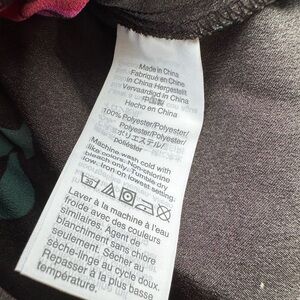 Made in China
Fabriqué en Chine
In China Hergestellt
Vervaardigd in China
中国製
Hecho en China
100% Polyester/Polyester/
Polyester/Polyester/
ポリエステル/
poliéster
Machine wash cold with
like colors. Non-chlorine
bleach only. Tumble dry
low. Iron on lowest setting.
Laver à la machine à l'eau
froide avec des couleurs
similaires. Agent de
blanchiment sans chlore
seulement. Séchage au
sèche-linge au cycle doux.
Repasser à la plus basse
température.